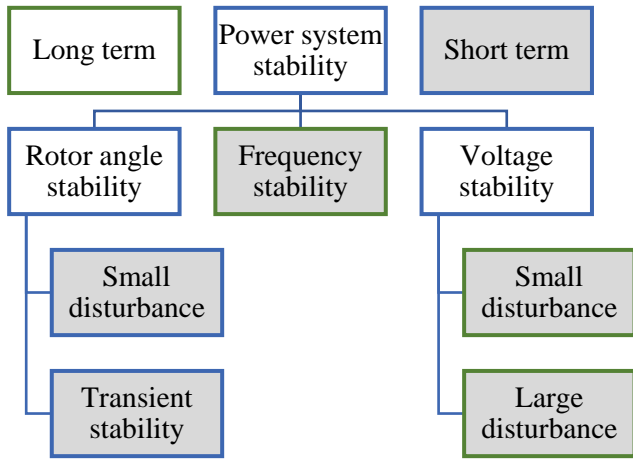 Long term
Power system
stability
Short term
Rotor angle
stability
Frequency
stability
Voltage
stability
Small
disturbance
Small
disturbance
Transient
stability
Large
disturbance